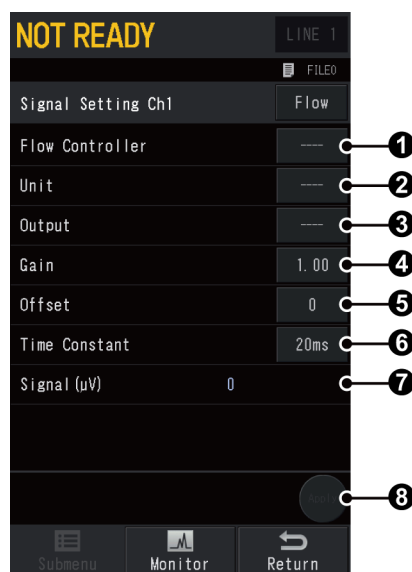 NOT READY LINE 1
FILE0
Signal Setting Ch1 Flow
Flow Controller ---- 1
Unit ---- 2
Output ---- 3
Gain 1.00 4
Offset 0 5
Time Constant 20ms 6
Signal(µV) 0 7
Apply 8
Submenu Monitor Return